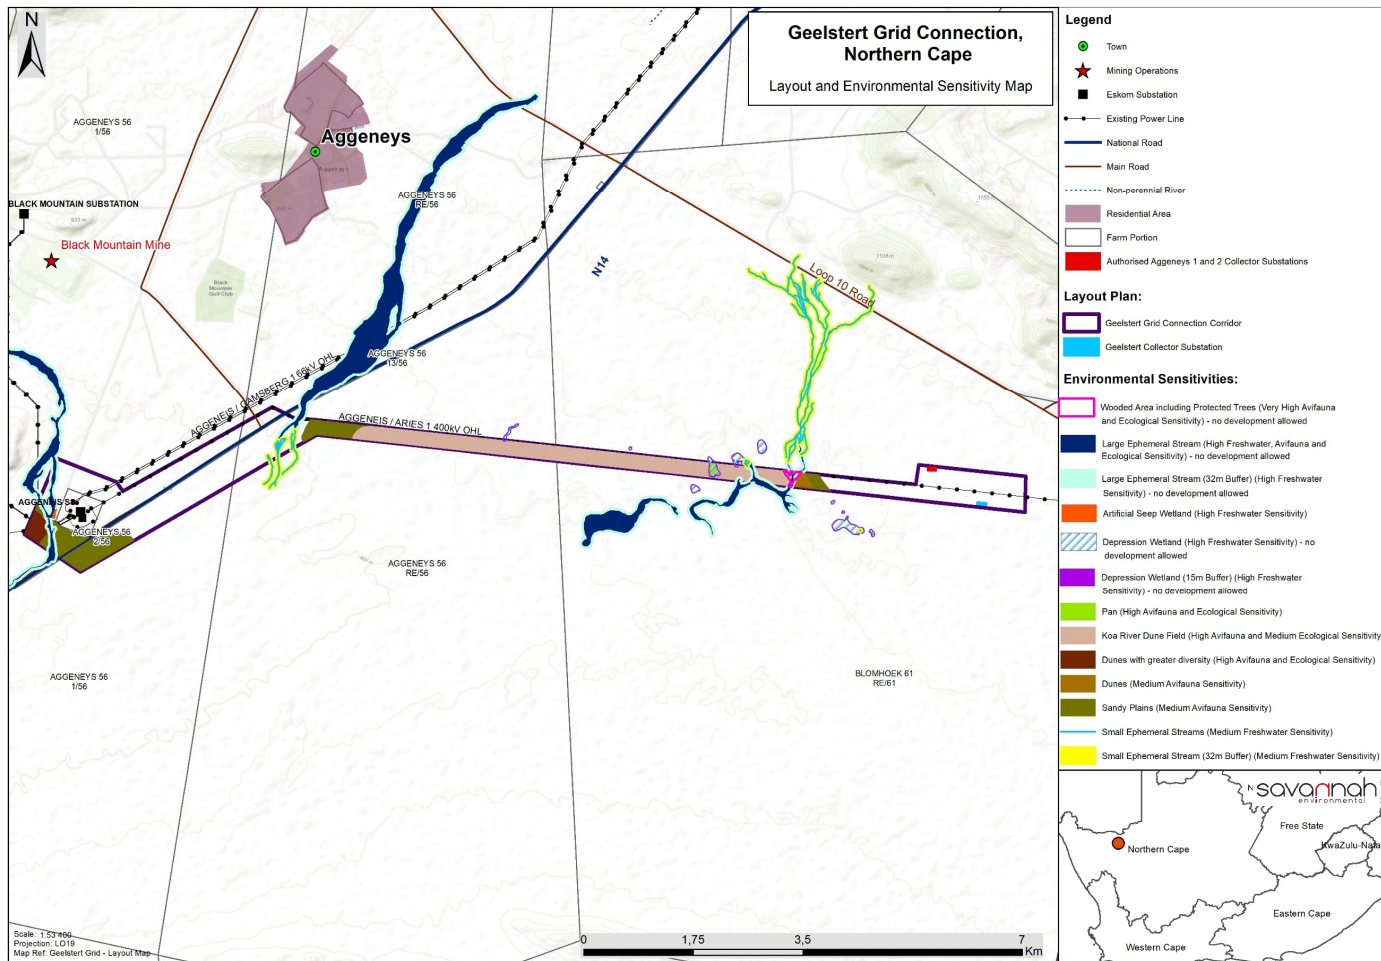 N
Geelstert Grid Connection,
Northern Cape
Layout and Environmental Sensitivity Map
AGGENEYS 56
1/56
Aggeneys
Aggeneys
AGGENEYS 56
RE/56
BLACK MOUNTAIN SUBSTATION
933 m
Black Mountain Mine
Black
Mountain
Golf Club
N14
Loop 10 Road
1108 m
1155 m
AGGENEYS 56
13/56
AGGENEIS / GAMSBERG 1 66kV OHL
AGGENEIS / ARIES 1 400kV OHL
AGGENEIS
AGGENEYS 56
2/56
AGGENEYS 56
RE/56
AGGENEYS 56
1/56
BLOMHOEK 61
RE/61
Scale: 1:53 400
Projection: LO19
Map Ref: Geelstert Grid - Layout Map
0 1,75 3,5 7
Km
Legend
Town
Mining Operations
Eskom Substation
Existing Power Line
National Road
Main Road
Non-perennial River
Residential Area
Farm Portion
Authorised Aggeneys 1 and 2 Collector Substations
Layout Plan:
Geelstert Grid Connection Corridor
Geelstert Collector Substation
Environmental Sensitivities:
Wooded Area including Protected Trees (Very High Avifauna
and Ecological Sensitivity) - no development allowed
Large Ephemeral Stream (High Freshwater, Avifauna and
Ecological Sensitivity) - no development allowed
Large Ephemeral Stream (32m Buffer) (High Freshwater
Sensitivity) - no development allowed
Artificial Seep Wetland (High Freshwater Sensitivity)
Depression Wetland (High Freshwater Sensitivity) - no
development allowed
Depression Wetland (15m Buffer) (High Freshwater
Sensitivity) - no development allowed
Pan (High Avifauna and Ecological Sensitivity)
Koa River Dune Field (High Avifauna and Medium Ecological Sensitivity
Dunes with greater diversity (High Avifauna and Ecological Sensitivity)
Dunes (Medium Avifauna Sensitivity)
Sandy Plains (Medium Avifauna Sensitivity)
Small Ephemeral Streams (Medium Freshwater Sensitivity)
Small Ephemeral Stream (32m Buffer) (Medium Freshwater Sensitivity)
N
savannah
environmental
Free State
KwaZulu-Nata
Northern Cape
Eastern Cape
Western Cape